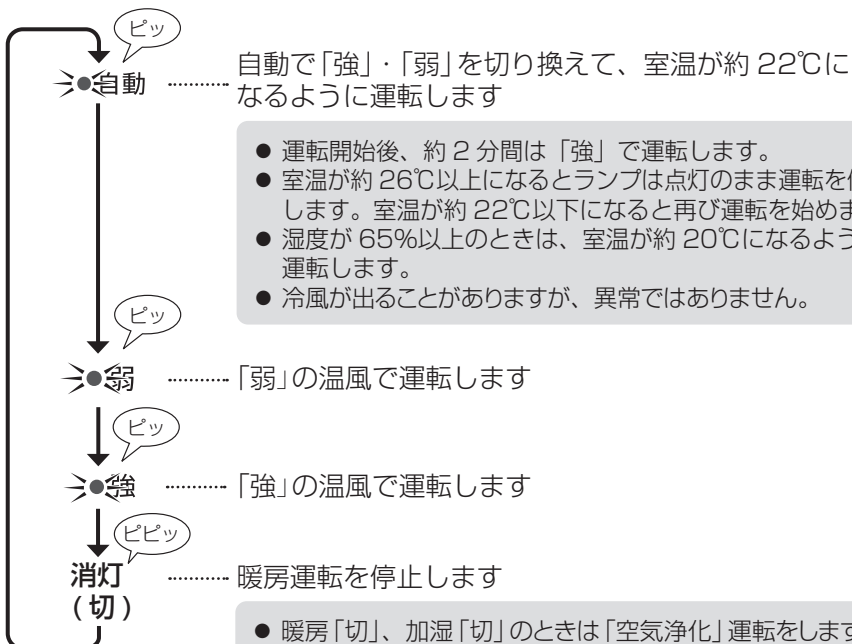 ピッ
自動
自動で「強」・「弱」を切り換えて、室温が約 22℃に
なるように運転します
● 運転開始後、約 2 分間は「強」で運転します。
● 室温が約 26℃以上になるとランプは点灯のまま運転を
します。室温が約 22℃以下になると再び運転を始めま
● 湿度が 65%以上のときは、室温が約 20℃になるよう
運転します。
● 冷風が出ることがありますが、異常ではありません。
ピッ
弱
「弱」の温風で運転します
ピッ
強
「強」の温風で運転します
ピピッ
消灯
(切)
暖房運転を停止します
● 暖房「切」、加湿「切」のときは「空気浄化」運転をします